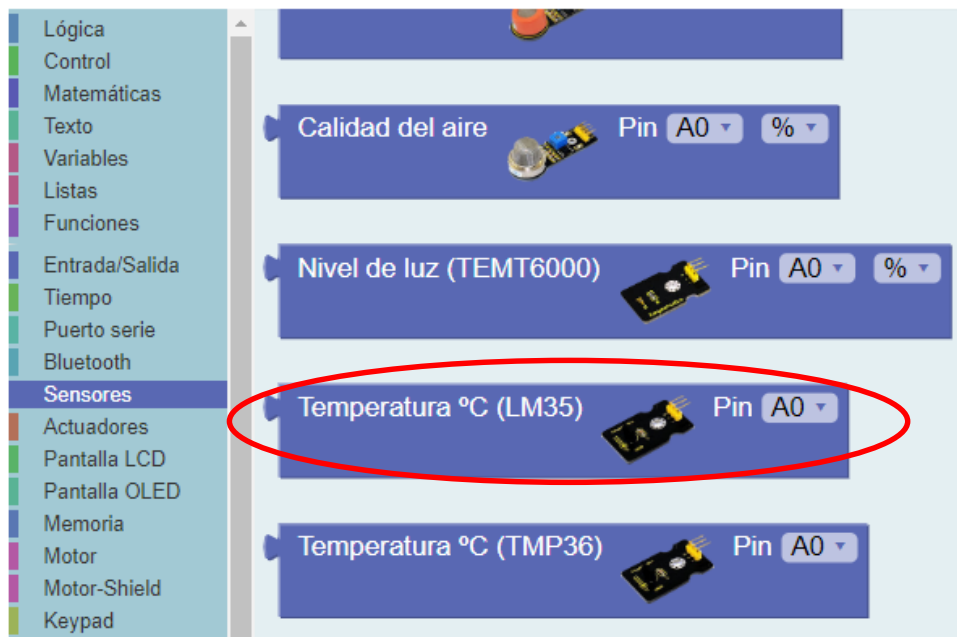 Lógica
Control
Matemáticas
Texto
Variables
Listas
Funciones
Entrada/Salida
Tiempo
Puerto serie
Bluetooth
Sensores
Actuadores
Pantalla LCD
Pantalla OLED
Memoria
Motor
Motor-Shield
Keypad
Calidad del aire Pin A0 %
Nivel de luz (TEMT6000) Pin A0 %
Temperatura ºC (LM35) Pin A0
Temperatura ºC (TMP36) Pin A0